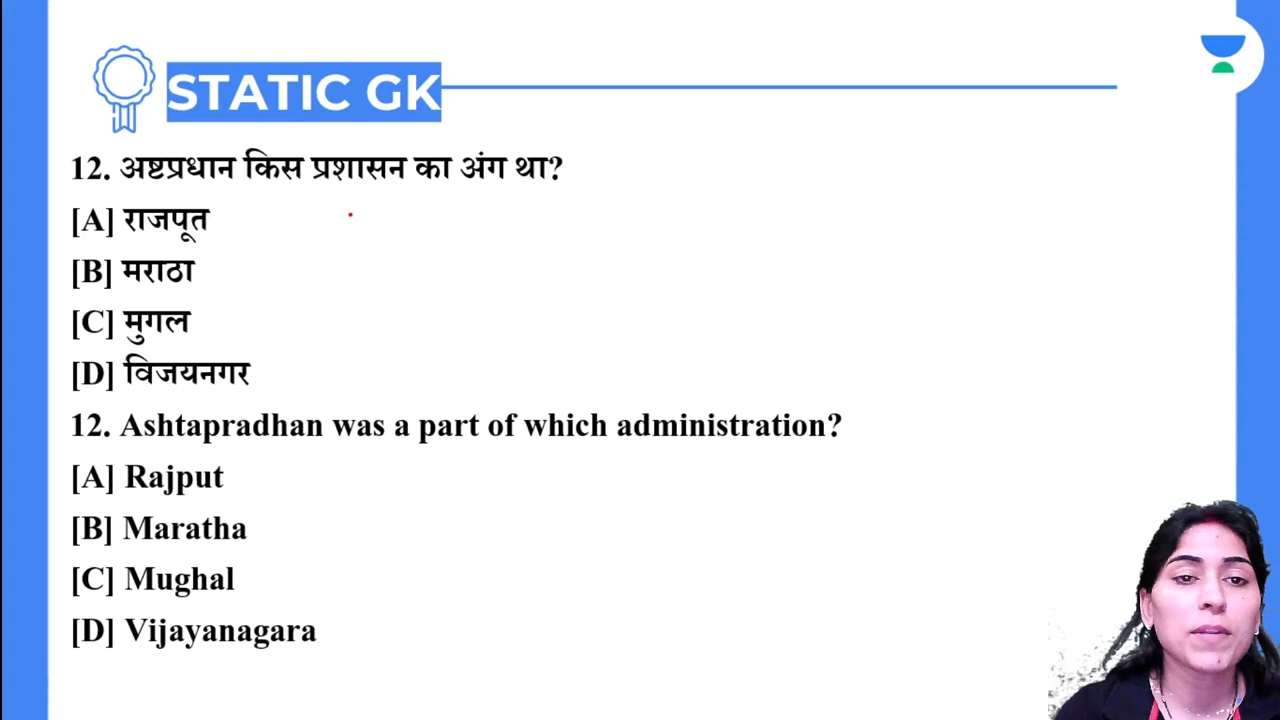 STATIC GK
12. अष्टप्रधान किस प्रशासन का अंग था?
[A] राजपूत
[B] मराठा
[C] मुगल
[D] विजयनगर
12. Ashtapradhan was a part of which administration?
[A] Rajput
[B] Maratha
[C] Mughal
[D] Vijayanagara